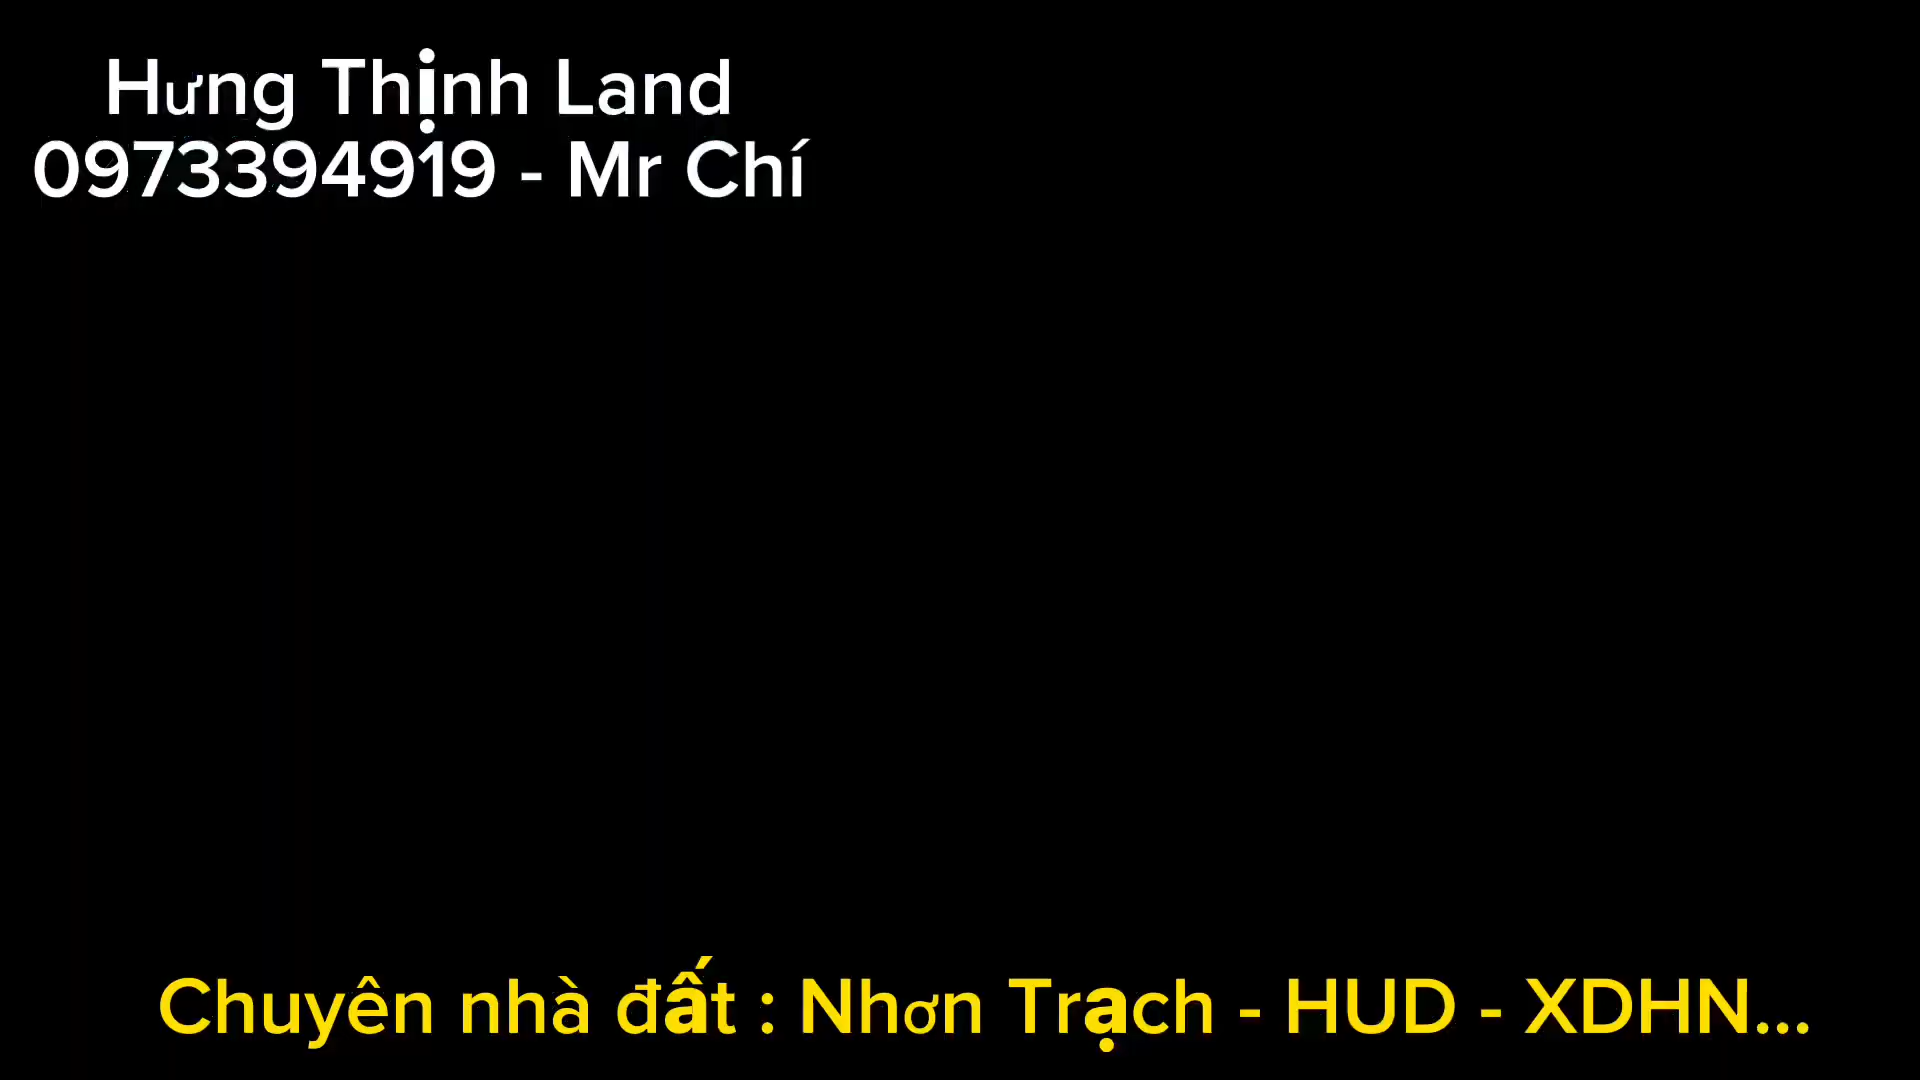 Hưng Thịnh Land
0973394919 - Mr Chí
Chuyên nhà đất : Nhơn Trạch - HUD - XDHN...